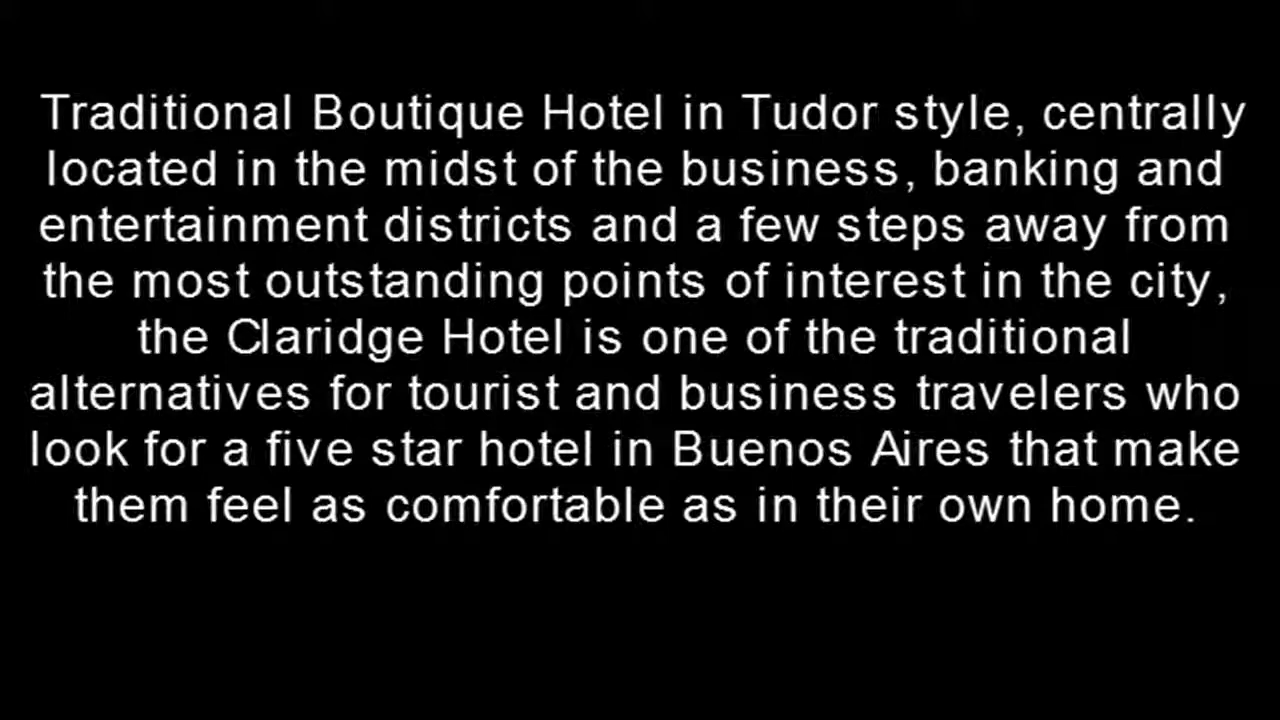 Traditional Boutique Hotel in Tudor style, centrally
located in the midst of the business, banking and
entertainment districts and a few steps away from
the most outstanding points of interest in the city,
the Claridge Hotel is one of the traditional
alternatives for tourist and business travelers who
look for a five star hotel in Buenos Aires that make
them feel as comfortable as in their own home.